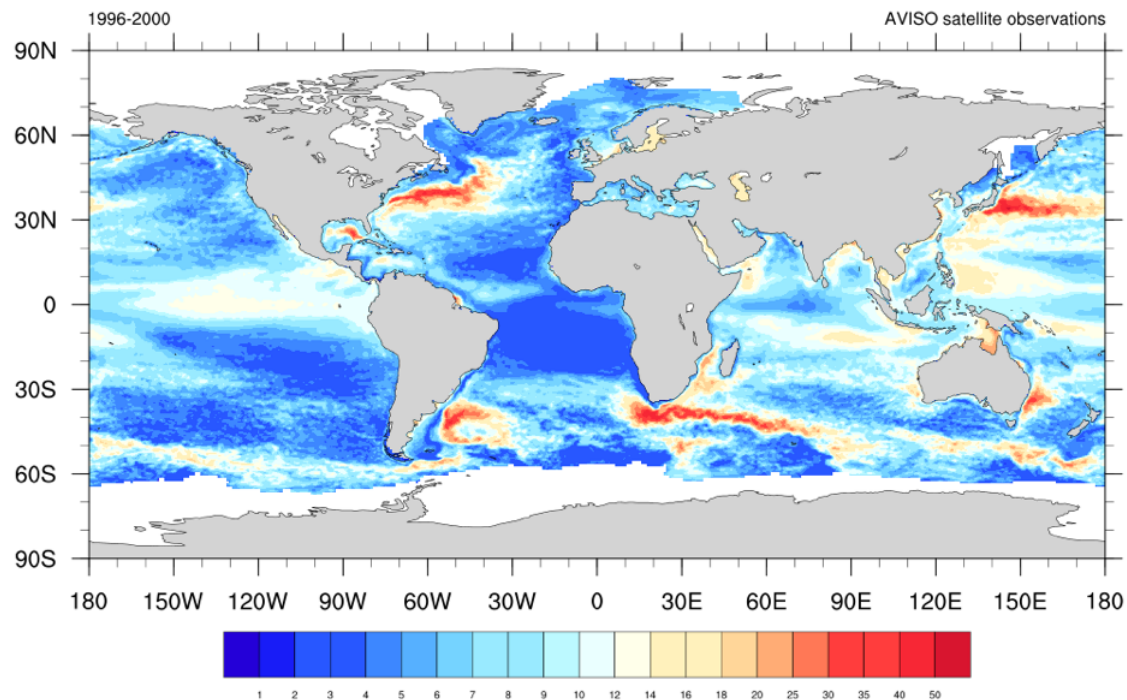 1996-2000 AVISO satellite observations
90N
60N
30N
0
30S
60S
90S
180 150W 120W 90W 60W 30W 0 30E 60E 90E 120E 150E 180
1 2 3 4 5 6 7 8 10 12 14 16 18 20 25 30 35 40 50